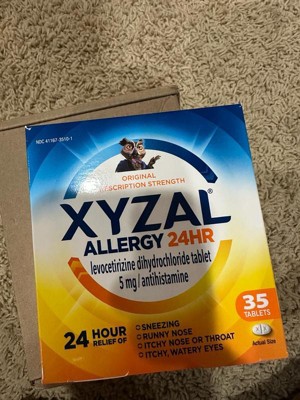 NDC 41167-3510-1
ORIGINAL
PRESCRIPTION STRENGTH
XYZAL®
ALLERGY 24HR
levocetirizine dihydrochloride tablet
5 mg/antihistamine
35
TABLETS
Actual Size
24 HOUR
RELIEF OF
SNEEZING
RUNNY NOSE
ITCHY NOSE OR THROAT
ITCHY, WATERY EYES